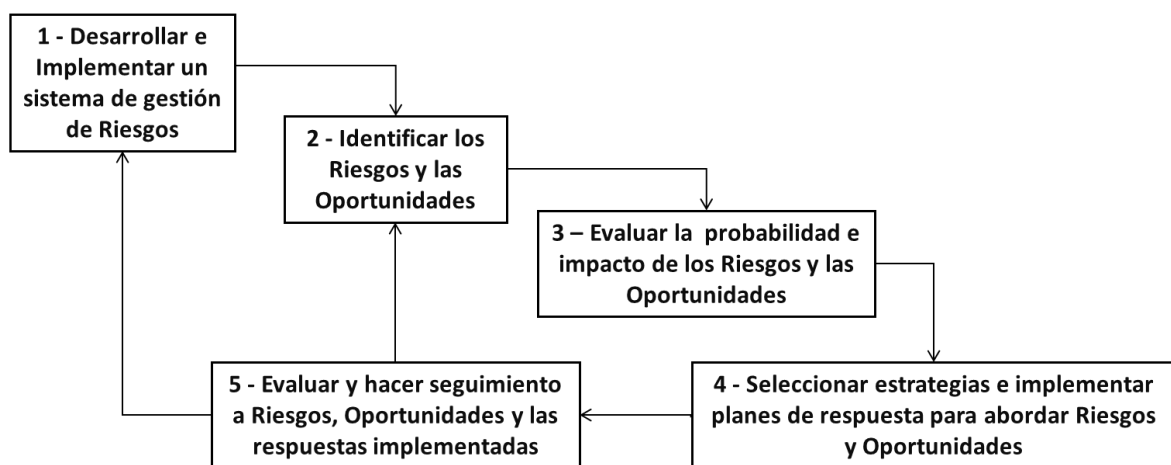 1 - Desarrollar e
Implementar un
sistema de gestión
de Riesgos
2 - Identificar los
Riesgos y las
Oportunidades
3 – Evaluar la probabilidad e
impacto de los Riesgos y las
Oportunidades
4 - Seleccionar estrategias e implementar
planes de respuesta para abordar Riesgos
y Oportunidades
5 - Evaluar y hacer seguimiento
a Riesgos, Oportunidades y las
respuestas implementadas